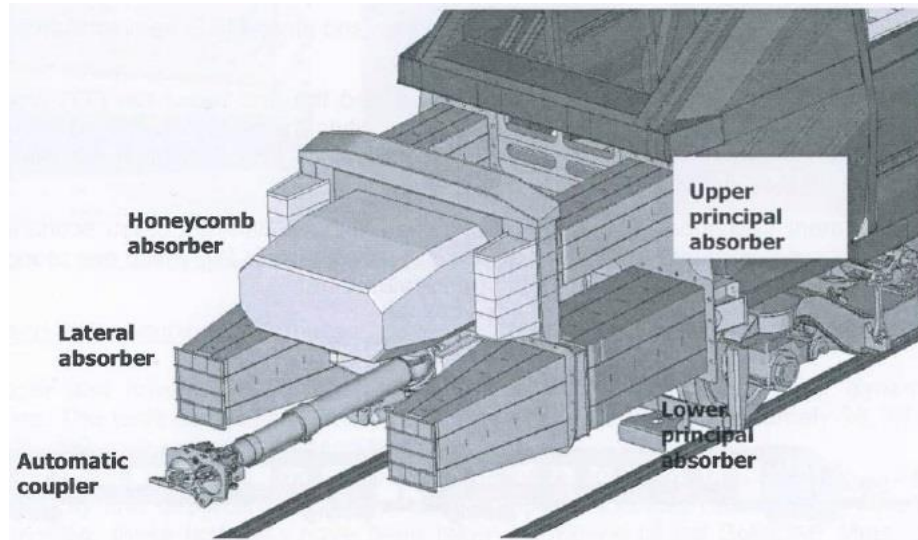 Honeycomb
absorber
Upper
principal
absorber
Lateral
absorber
Lower
principal
absorber
Automatic
coupler